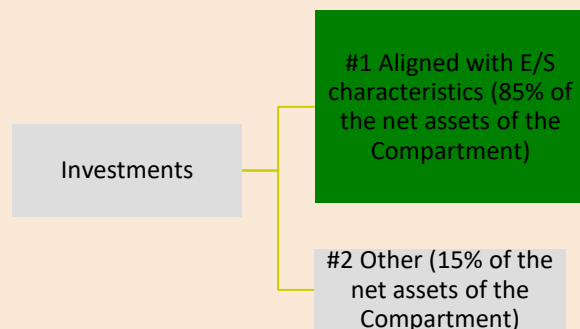 #1 Aligned with E/S
characteristics (85% of
the net assets of the
Compartment)
Investments
#2 Other (15% of the
net assets of the
Compartment)